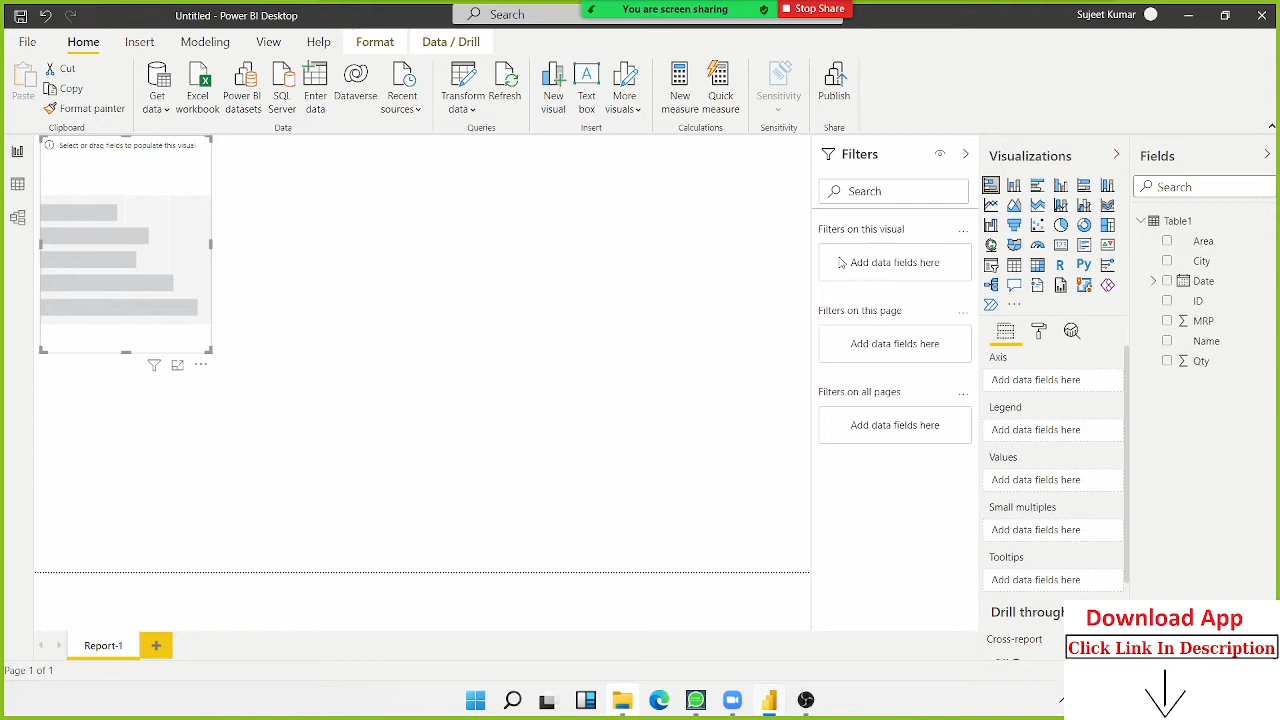 Untitled - Power BI Desktop
Search
You are screen sharing
Stop Share
Sujeet Kumar
File
Home
Insert
Modeling
View
Help
Format
Data / Drill
Paste
Cut
Copy
Format painter
Clipboard
Get data
Excel workbook
Power BI datasets
SQL Server
Enter data
Dataverse
Recent sources
Data
Transform data
Refresh
Queries
New visual
Text box
More visuals
Insert
New measure
Quick measure
Calculations
Sensitivity
Sensitivity
Publish
Share
Select or drag fields to populate this visual
Filters
Search
Filters on this visual
...
Add data fields here
Filters on this page
...
Add data fields here
Filters on all pages
...
Add data fields here
Visualizations
R
Py
123
...
Axis
Add data fields here
Legend
Add data fields here
Values
Add data fields here
Small multiples
Add data fields here
Tooltips
Add data fields here
Drill through
Cross-report
Fields
Search
Table1
Area
City
Date
ID
Σ MRP
Name
Σ Qty
Report-1
Page 1 of 1
Download App
Click Link In Description